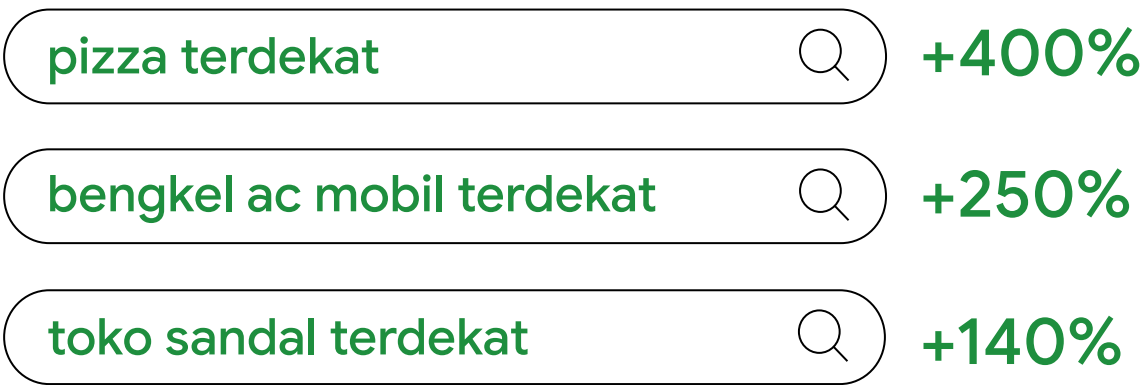 pizza terdekat +400%
bengkel ac mobil terdekat +250%
toko sandal terdekat +140%